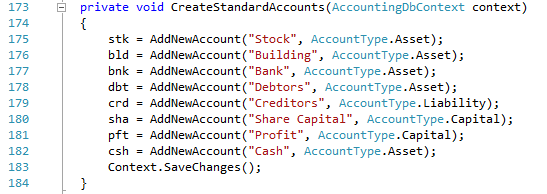 173 private void CreateStandardAccounts(AccountingDbContext context)
174 {
175 stk = AddNewAccount("Stock", AccountType.Asset);
176 bld = AddNewAccount("Building", AccountType.Asset);
177 bnk = AddNewAccount("Bank", AccountType.Asset);
178 dbt = AddNewAccount("Debtors", AccountType.Asset);
179 crd = AddNewAccount("Creditors", AccountType.Liability);
180 sha = AddNewAccount("Share Capital", AccountType.Capital);
181 pft = AddNewAccount("Profit", AccountType.Capital);
182 csh = AddNewAccount("Cash", AccountType.Asset);
183 Context.SaveChanges();
184 }